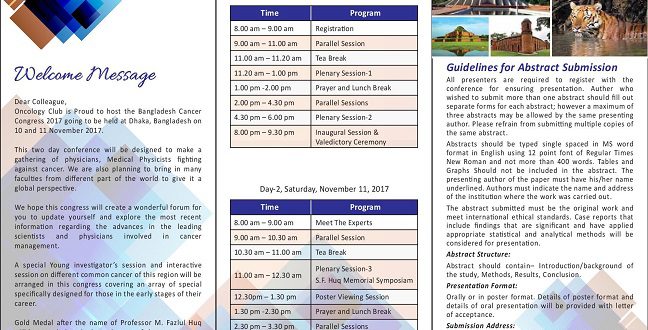 Welcome Message
Dear Colleague,
Oncology Club is Proud to host the Bangladesh Cancer
Congress 2017 going to be held at Dhaka, Bangladesh on
10 and 11 November 2017.
This two day conference will be designed to make a
gathering of physicians, Medical Physicists fighting
against cancer. We are also planning to bring in many
faculties from different part of the world to give it a
global perspective.
We hope this congress will create a wonderful forum for
you to update yourself and explore the most recent
information regarding the advances in the leading
scientists and physicians involved in cancer
management.
A special Young investigator's session and interactive
session on different common cancer of this region will be
arranged in this congress covering an array of special
specifically designed for those in the early stages of their
career.
Gold Medal after the name of Professor M. Fazlul Huq
Time Program
8.00 am – 9.00 am Registration
9.00 am – 11.00 am Parallel Session
11.00 am – 11.20 am Tea Break
11.20 am – 1.00 pm Plenary Session-1
1.00 pm -2.00 pm Prayer and Lunch Break
2.00 pm – 4.30 pm Parallel Sessions
4.30 pm – 6.00 pm Plenary Session-2
8.00 pm – 9.30 pm Inaugural Session &
Valedictory Ceremony
Day-2, Saturday, November 11, 2017
Time Program
8.00 am – 9.00 am Meet The Experts
9.00 am – 10.30 am Parallel Session
10.30 am – 11.00 am Tea Break
11.00 am – 12.30 am Plenary Session-3
S.F. Huq Memorial Symposium
12.30pm – 1.30 pm Poster Viewing Session
1.30 pm -2.30 pm Prayer and Lunch Break
2.30 pm – 3.30 pm Parallel Sessions
Guidelines for Abstract Submission
All presenters are required to register with the
conference for ensuring presentation. Auther who
wished to submit more than one abstract should fill out
separate forms for each abstract; however a maximum of
three abstracts may be allowed by the same presenting
author. Please refrain from submitting multiple copies of
the same abstract.
Abstracts should be typed single spaced in MS word
format in English using 12 point font of Regular Times
New Roman and not more than 400 words. Tables and
Graphs Should not be included in the abstract. The
presenting author of the paper must have his/her name
underlined. Authors must indicate the name and address
of the institution where the work was carried out.
The abstract submitted must be the original work and
meet international ethical standards. Case reports that
include findings that are significant and have applied
appropriate statistical and analytical methods will be
considered for presentation.
Abstract Structure:
Abstract should contain– Introduction/background of
the study, Methods, Results, Conclusion.
Presentation Format:
Orally or in poster format. Details of poster format and
details of oral presentation will be provided with letter
of acceptance.
Submission Address: